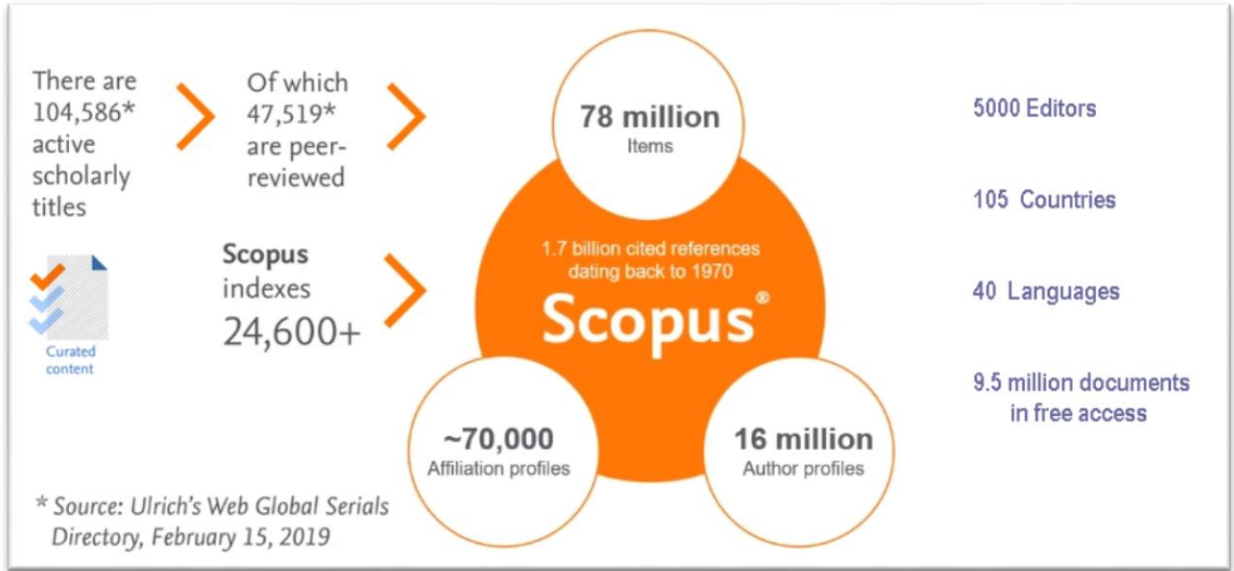 There are
104,586*
active
scholarly
titles
Of which
47,519*
are peer-
reviewed
Curated
content
Scopus
indexes
24,600+
78 million
Items
1.7 billion cited references
dating back to 1970
Scopus®
~70,000
Affiliation profiles
16 million
Author profiles
5000 Editors
105 Countries
40 Languages
9.5 million documents
in free access
* Source: Ulrich's Web Global Serials
Directory, February 15, 2019